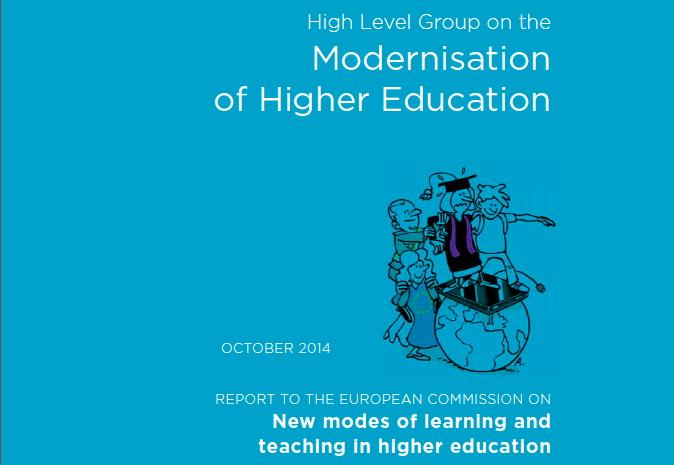 High Level Group on the
Modernisation
of Higher Education
OCTOBER 2014
REPORT TO THE EUROPEAN COMMISSION ON
New modes of learning and
teaching in higher education